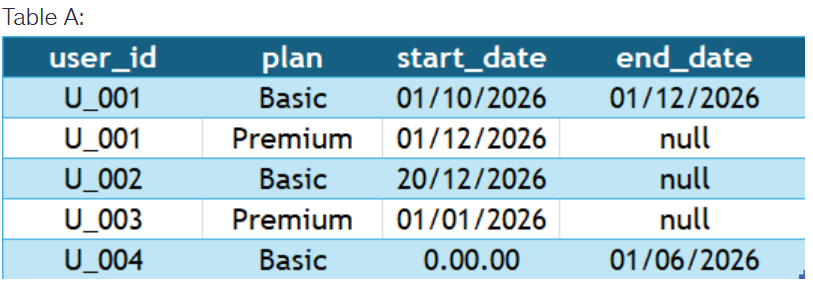 Table A:
user_id plan start_date end_date
U_001 Basic 01/10/2026 01/12/2026
U_001 Premium 01/12/2026 null
U_002 Basic 20/12/2026 null
U_003 Premium 01/01/2026 null
U_004 Basic 0.00.00 01/06/2026